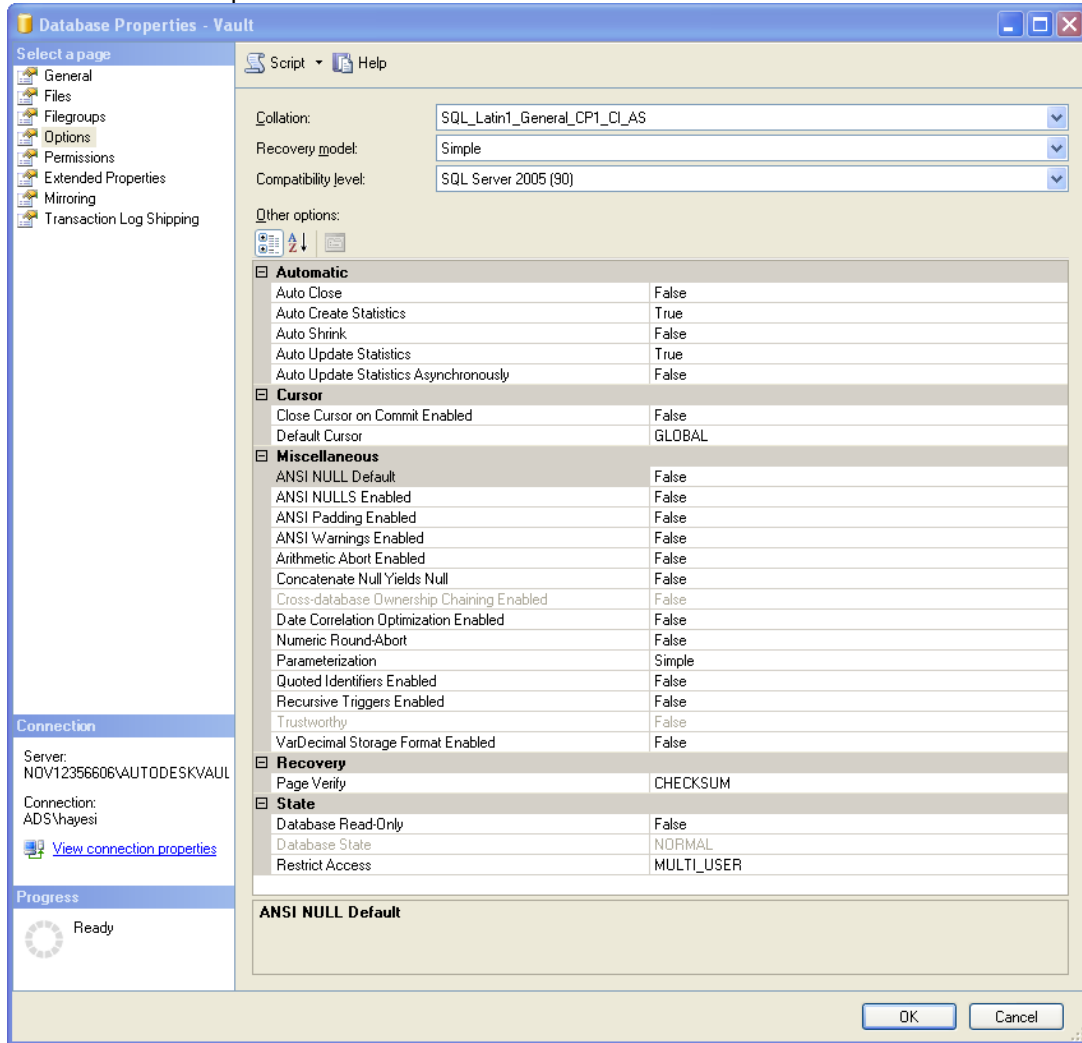 Database Properties - Vault
Select a page
General
Files
Filegroups
Options
Permissions
Extended Properties
Mirroring
Transaction Log Shipping
Script Help
Collation: SQL_Latin1_General_CP1_CI_AS
Recovery model: Simple
Compatibility level: SQL Server 2005 (90)
Other options:
Automatic
Auto Close False
Auto Create Statistics True
Auto Shrink False
Auto Update Statistics True
Auto Update Statistics Asynchronously False
Cursor
Close Cursor on Commit Enabled False
Default Cursor GLOBAL
Miscellaneous
ANSI NULL Default False
ANSI NULLS Enabled False
ANSI Padding Enabled False
ANSI Warnings Enabled False
Arithmetic Abort Enabled False
Concatenate Null Yields Null False
Cross-database Ownership Chaining Enabled False
Date Correlation Optimization Enabled False
Numeric Round-Abort False
Parameterization Simple
Quoted Identifiers Enabled False
Recursive Triggers Enabled False
Trustworthy False
VarDecimal Storage Format Enabled False
Recovery
Page Verify CHECKSUM
State
Database Read-Only False
Database State NORMAL
Restrict Access MULTI_USER
ANSI NULL Default
Connection
Server:
NOV12356606\AUTODESKVAUL
Connection:
ADS\hayesi
View connection properties
Progress
Ready
OK Cancel